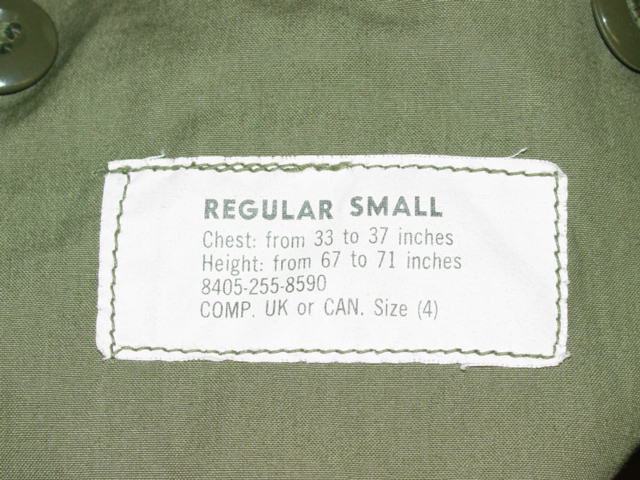 REGULAR SMALL
Chest: from 33 to 37 inches
Height: from 67 to 71 inches
8405-255-8590
COMP. UK or CAN. Size (4)